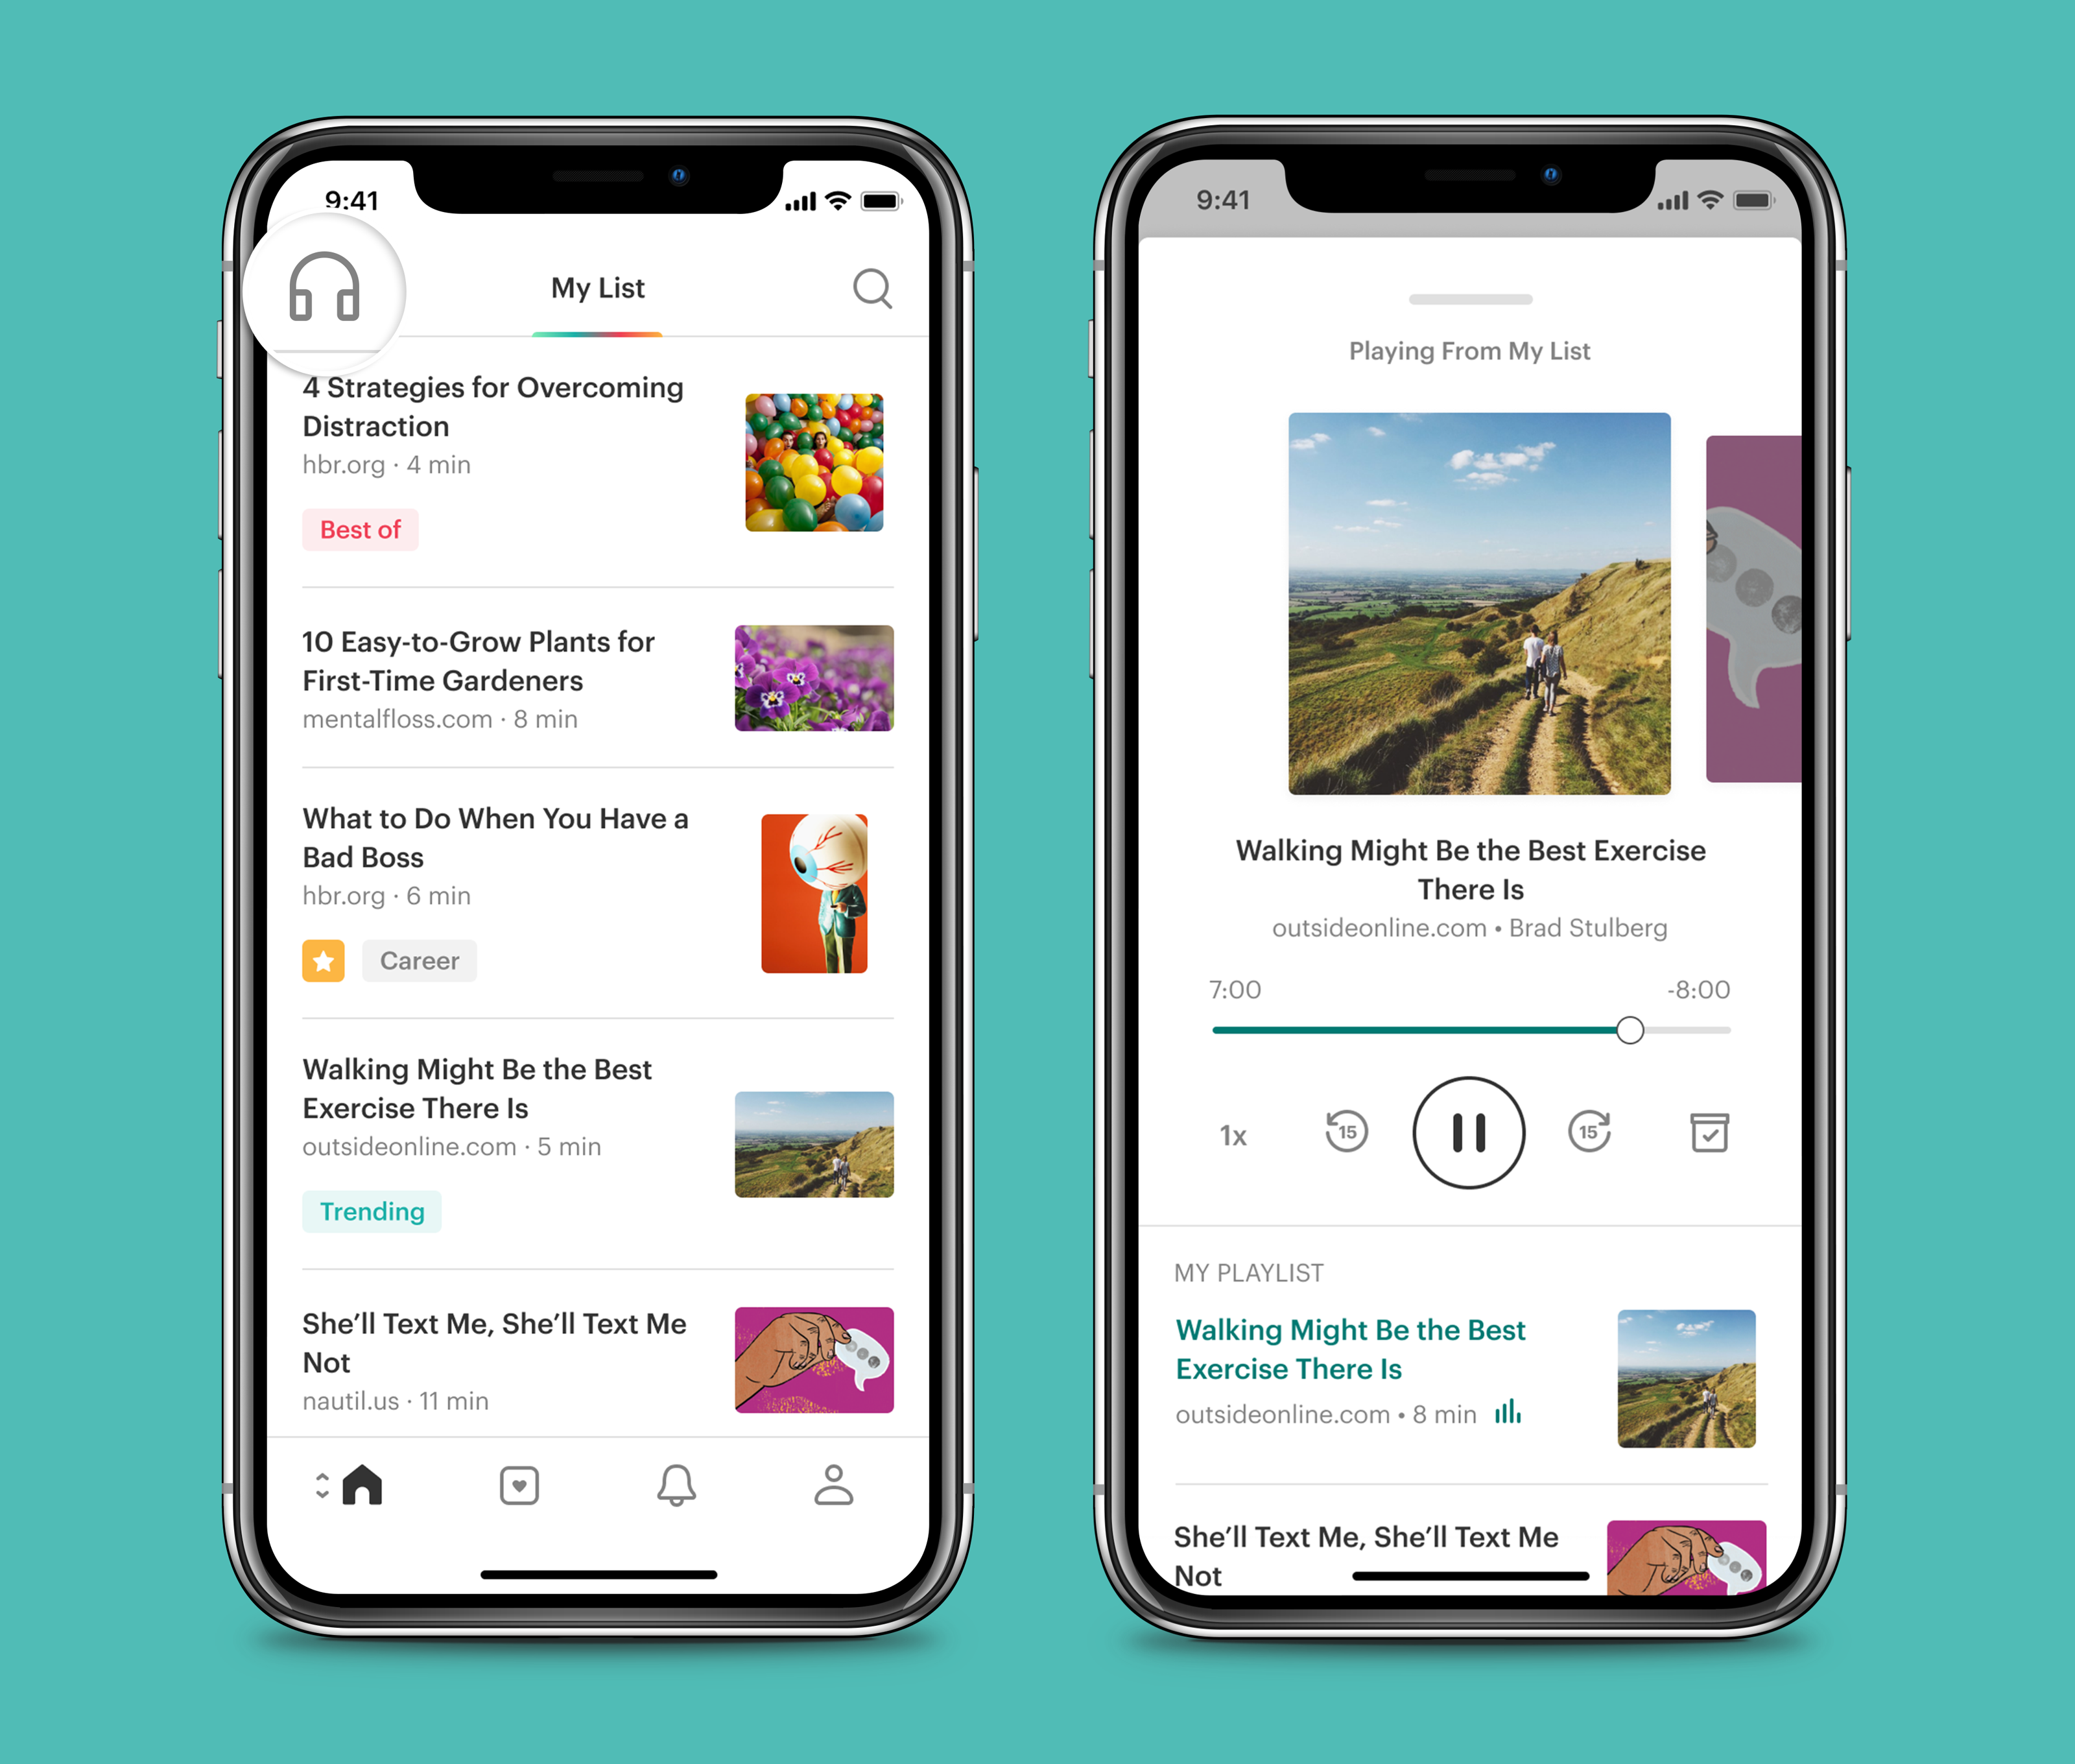 9:41
My List
4 Strategies for Overcoming
Distraction
hbr.org · 4 min
Best of
10 Easy-to-Grow Plants for
First-Time Gardeners
mentalfloss.com · 8 min
What to Do When You Have a
Bad Boss
hbr.org · 6 min
Career
Walking Might Be the Best
Exercise There Is
outsideonline.com · 5 min
Trending
She’ll Text Me, She’ll Text Me
Not
nautil.us · 11 min
9:41
Playing From My List
Walking Might Be the Best Exercise
There Is
outsideonline.com • Brad Stulberg
7:00 -8:00
1x 15 15
MY PLAYLIST
Walking Might Be the Best
Exercise There Is
outsideonline.com • 8 min
She’ll Text Me, She’ll Text Me
Not